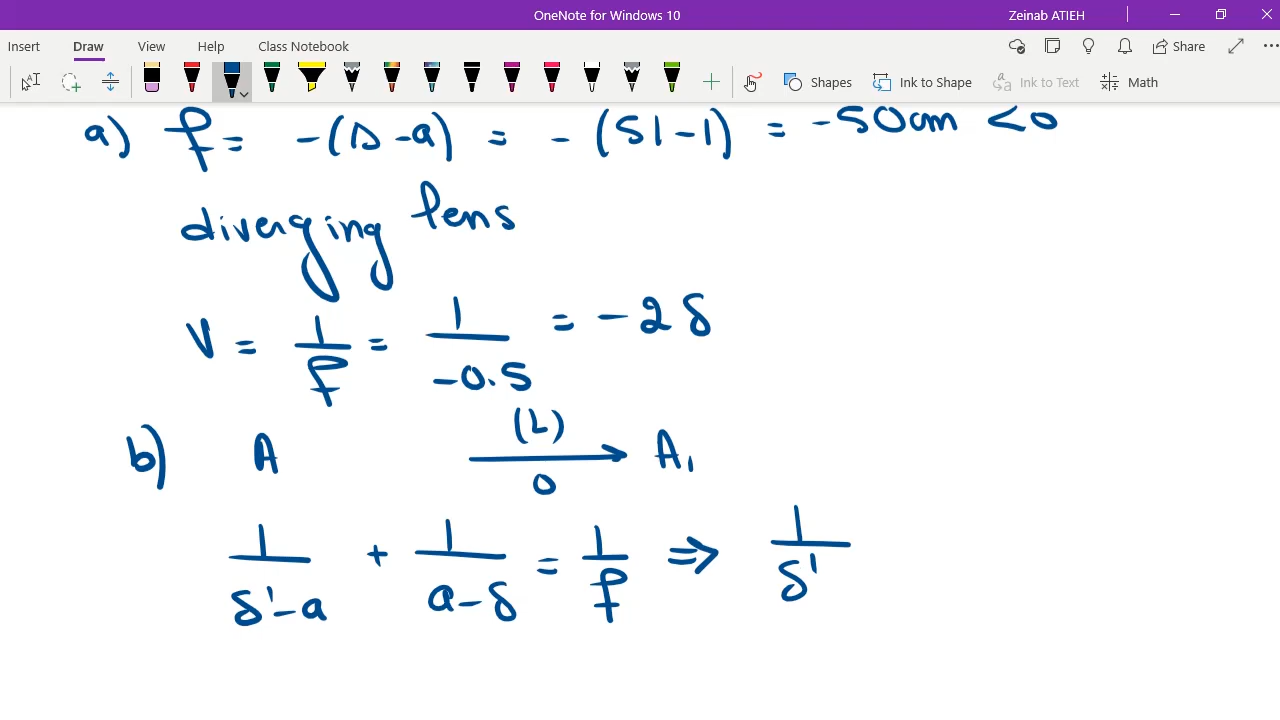 OneNote for Windows 10
Zeinab ATIEH
Insert Draw View Help Class Notebook Share
Shapes Ink to Shape Ink to Text Math
a) f = -(D-a) = -(51-1) = -50cm <0
diverging lens
V = 1/f = 1/-0.5 = -2 δ
b) A (L) → O A₁
1/δ'-a + 1/a-δ = 1/f ⇒ 1/δ'